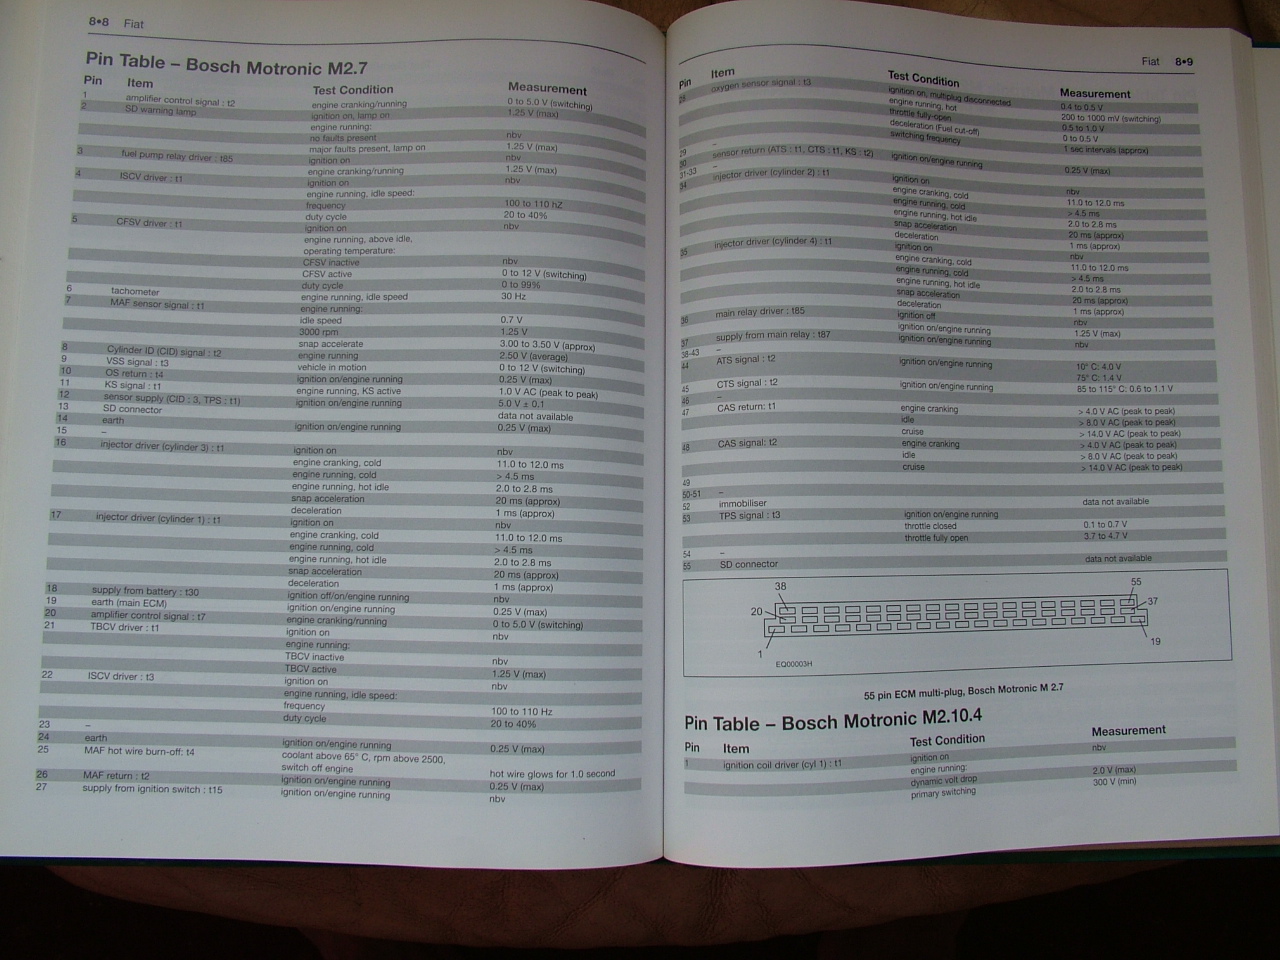 8•8 Fiat
Pin Table – Bosch Motronic M2.7
Pin Item Test Condition Measurement
1 amplifier control signal : t2 engine cranking/running 0 to 5.0 V (switching)
2 SD warning lamp ignition on, lamp on 1.25 V (max)
engine running:
no faults present nbv
major faults present, lamp on 1.25 V (max)
3 fuel pump relay driver : t85 ignition on nbv
engine cranking/running 1.25 V (max)
4 ISCV driver : t1 ignition on nbv
engine running, idle speed:
frequency 100 to 110 hZ
duty cycle 20 to 40%
5 CFSV driver : t1 ignition on nbv
engine running, above idle,
operating temperature:
CFSV inactive nbv
CFSV active 0 to 12 V (switching)
duty cycle 0 to 99%
6 tachometer engine running, idle speed 30 Hz
7 MAF sensor signal : t1 engine running:
idle speed 0.7 V
3000 rpm 1.25 V
snap accelerate 3.00 to 3.50 V (approx)
8 Cylinder ID (CID) signal : t2 engine running 2.50 V (average)
9 VSS signal : t3 vehicle in motion 0 to 12 V (switching)
10 OS return : t4 ignition on/engine running 0.25 V (max)
11 KS signal : t1 engine running, KS active 1.0 V AC (peak to peak)
12 sensor supply (CID : 3, TPS : t1) ignition on/engine running 5.0 V ± 0.1
13 SD connector data not available
14 earth ignition on/engine running 0.25 V (max)
15 –
16 injector driver (cylinder 3) : t1 ignition on nbv
engine cranking, cold 11.0 to 12.0 ms
engine running, cold > 4.5 ms
engine running, hot idle 2.0 to 2.8 ms
snap acceleration 20 ms (approx)
deceleration 1 ms (approx)
17 injector driver (cylinder 1) : t1 ignition on nbv
engine cranking, cold 11.0 to 12.0 ms
engine running, cold > 4.5 ms
engine running, hot idle 2.0 to 2.8 ms
snap acceleration 20 ms (approx)
deceleration 1 ms (approx)
18 supply from battery : t30 ignition off/on/engine running nbv
19 earth (main ECM) ignition on/engine running 0.25 V (max)
20 amplifier control signal : t7 engine cranking/running 0 to 5.0 V (switching)
21 TBCV driver : t1 ignition on nbv
engine running:
TBCV inactive nbv
TBCV active 1.25 V (max)
22 ISCV driver : t3 ignition on nbv
engine running, idle speed:
frequency 100 to 110 Hz
duty cycle 20 to 40%
23 –
24 earth ignition on/engine running 0.25 V (max)
25 MAF hot wire burn-off: t4 coolant above 65° C, rpm above 2500,
switch off engine hot wire glows for 1.0 second
26 MAF return : t2 ignition on/engine running 0.25 V (max)
27 supply from ignition switch : t15 ignition on/engine running nbv
Fiat 8•9
Pin Item Test Condition Measurement
28 oxygen sensor signal : t3 ignition on, multiplug disconnected 0.4 to 0.5 V
engine running, hot 200 to 1000 mV (switching)
throttle fully-open 0.5 to 1.0 V
deceleration (Fuel cut-off) 0 to 0.5 V
switching frequency 1 sec intervals (approx)
29 –
30 sensor return (ATS : t1, CTS : t1, KS : t2) ignition on/engine running 0.25 V (max)
31-33 –
34 injector driver (cylinder 2) : t1 ignition on nbv
engine cranking, cold 11.0 to 12.0 ms
engine running, cold > 4.5 ms
engine running, hot idle 2.0 to 2.8 ms
snap acceleration 20 ms (approx)
deceleration 1 ms (approx)
35 injector driver (cylinder 4) : t1 ignition on nbv
engine cranking, cold 11.0 to 12.0 ms
engine running, cold > 4.5 ms
engine running, hot idle 2.0 to 2.8 ms
snap acceleration 20 ms (approx)
deceleration 1 ms (approx)
36 main relay driver : t85 ignition off nbv
ignition on/engine running 1.25 V (max)
37 supply from main relay : t87 ignition on/engine running nbv
38-43 –
44 ATS signal : t2 ignition on/engine running 10° C: 4.0 V
75° C: 1.4 V
45 CTS signal : t2 ignition on/engine running 85 to 115° C: 0.6 to 1.1 V
46 –
47 CAS return: t1 engine cranking > 4.0 V AC (peak to peak)
idle > 8.0 V AC (peak to peak)
cruise > 14.0 V AC (peak to peak)
48 CAS signal: t2 engine cranking > 4.0 V AC (peak to peak)
idle > 8.0 V AC (peak to peak)
cruise > 14.0 V AC (peak to peak)
49
50-51 –
52 immobiliser data not available
53 TPS signal : t3 ignition on/engine running
throttle closed 0.1 to 0.7 V
throttle fully open 3.7 to 4.7 V
54 –
55 SD connector data not available
38 55
20 37
1 19
EQ00003H
55 pin ECM multi-plug, Bosch Motronic M 2.7
Pin Table – Bosch Motronic M2.10.4
Pin Item Test Condition Measurement
1 ignition coil driver (cyl 1) : t1 ignition on nbv
engine running:
dynamic volt drop 2.0 V (max)
primary switching 300 V (min)